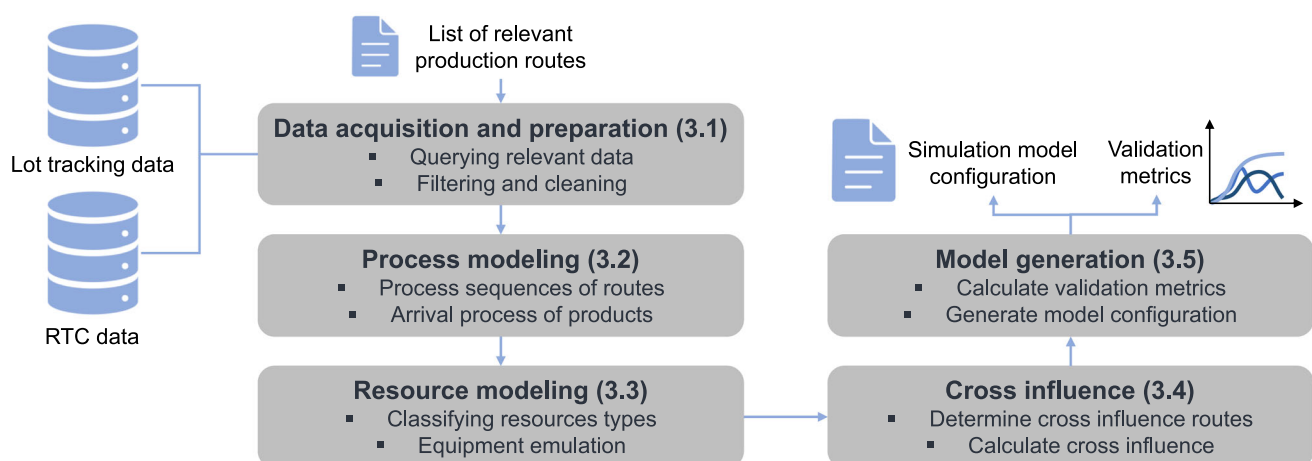 List of relevant
production routes
Lot tracking data
RTC data
Data acquisition and preparation (3.1)
▪ Querying relevant data
▪ Filtering and cleaning
Process modeling (3.2)
▪ Process sequences of routes
▪ Arrival process of products
Resource modeling (3.3)
▪ Classifying resources types
▪ Equipment emulation
Cross influence (3.4)
▪ Determine cross influence routes
▪ Calculate cross influence
Model generation (3.5)
▪ Calculate validation metrics
▪ Generate model configuration
Simulation model
configuration
Validation
metrics